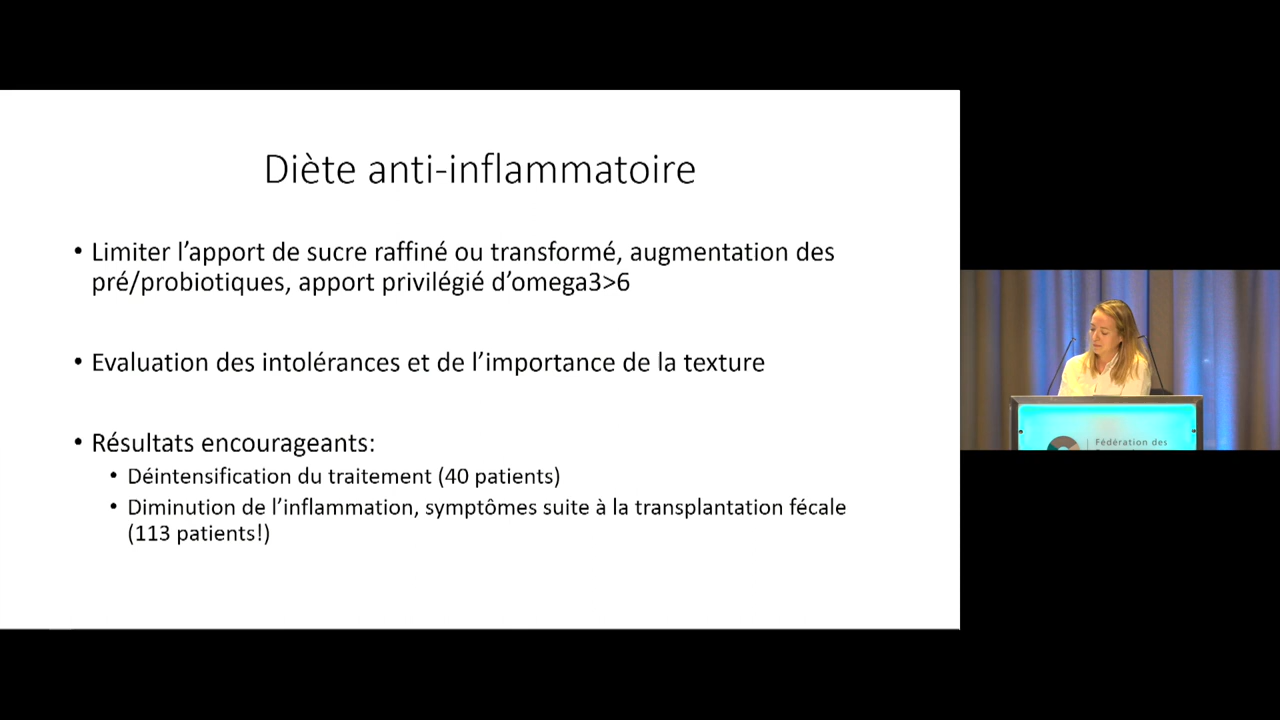 Diète anti-inflammatoire
• Limiter l’apport de sucre raffiné ou transformé, augmentation des
pré/probiotiques, apport privilégié d’omega3>6
• Evaluation des intolérances et de l’importance de la texture
• Résultats encourageants:
• Déintensification du traitement (40 patients)
• Diminution de l’inflammation, symptômes suite à la transplantation fécale
(113 patients!)
Fédération des